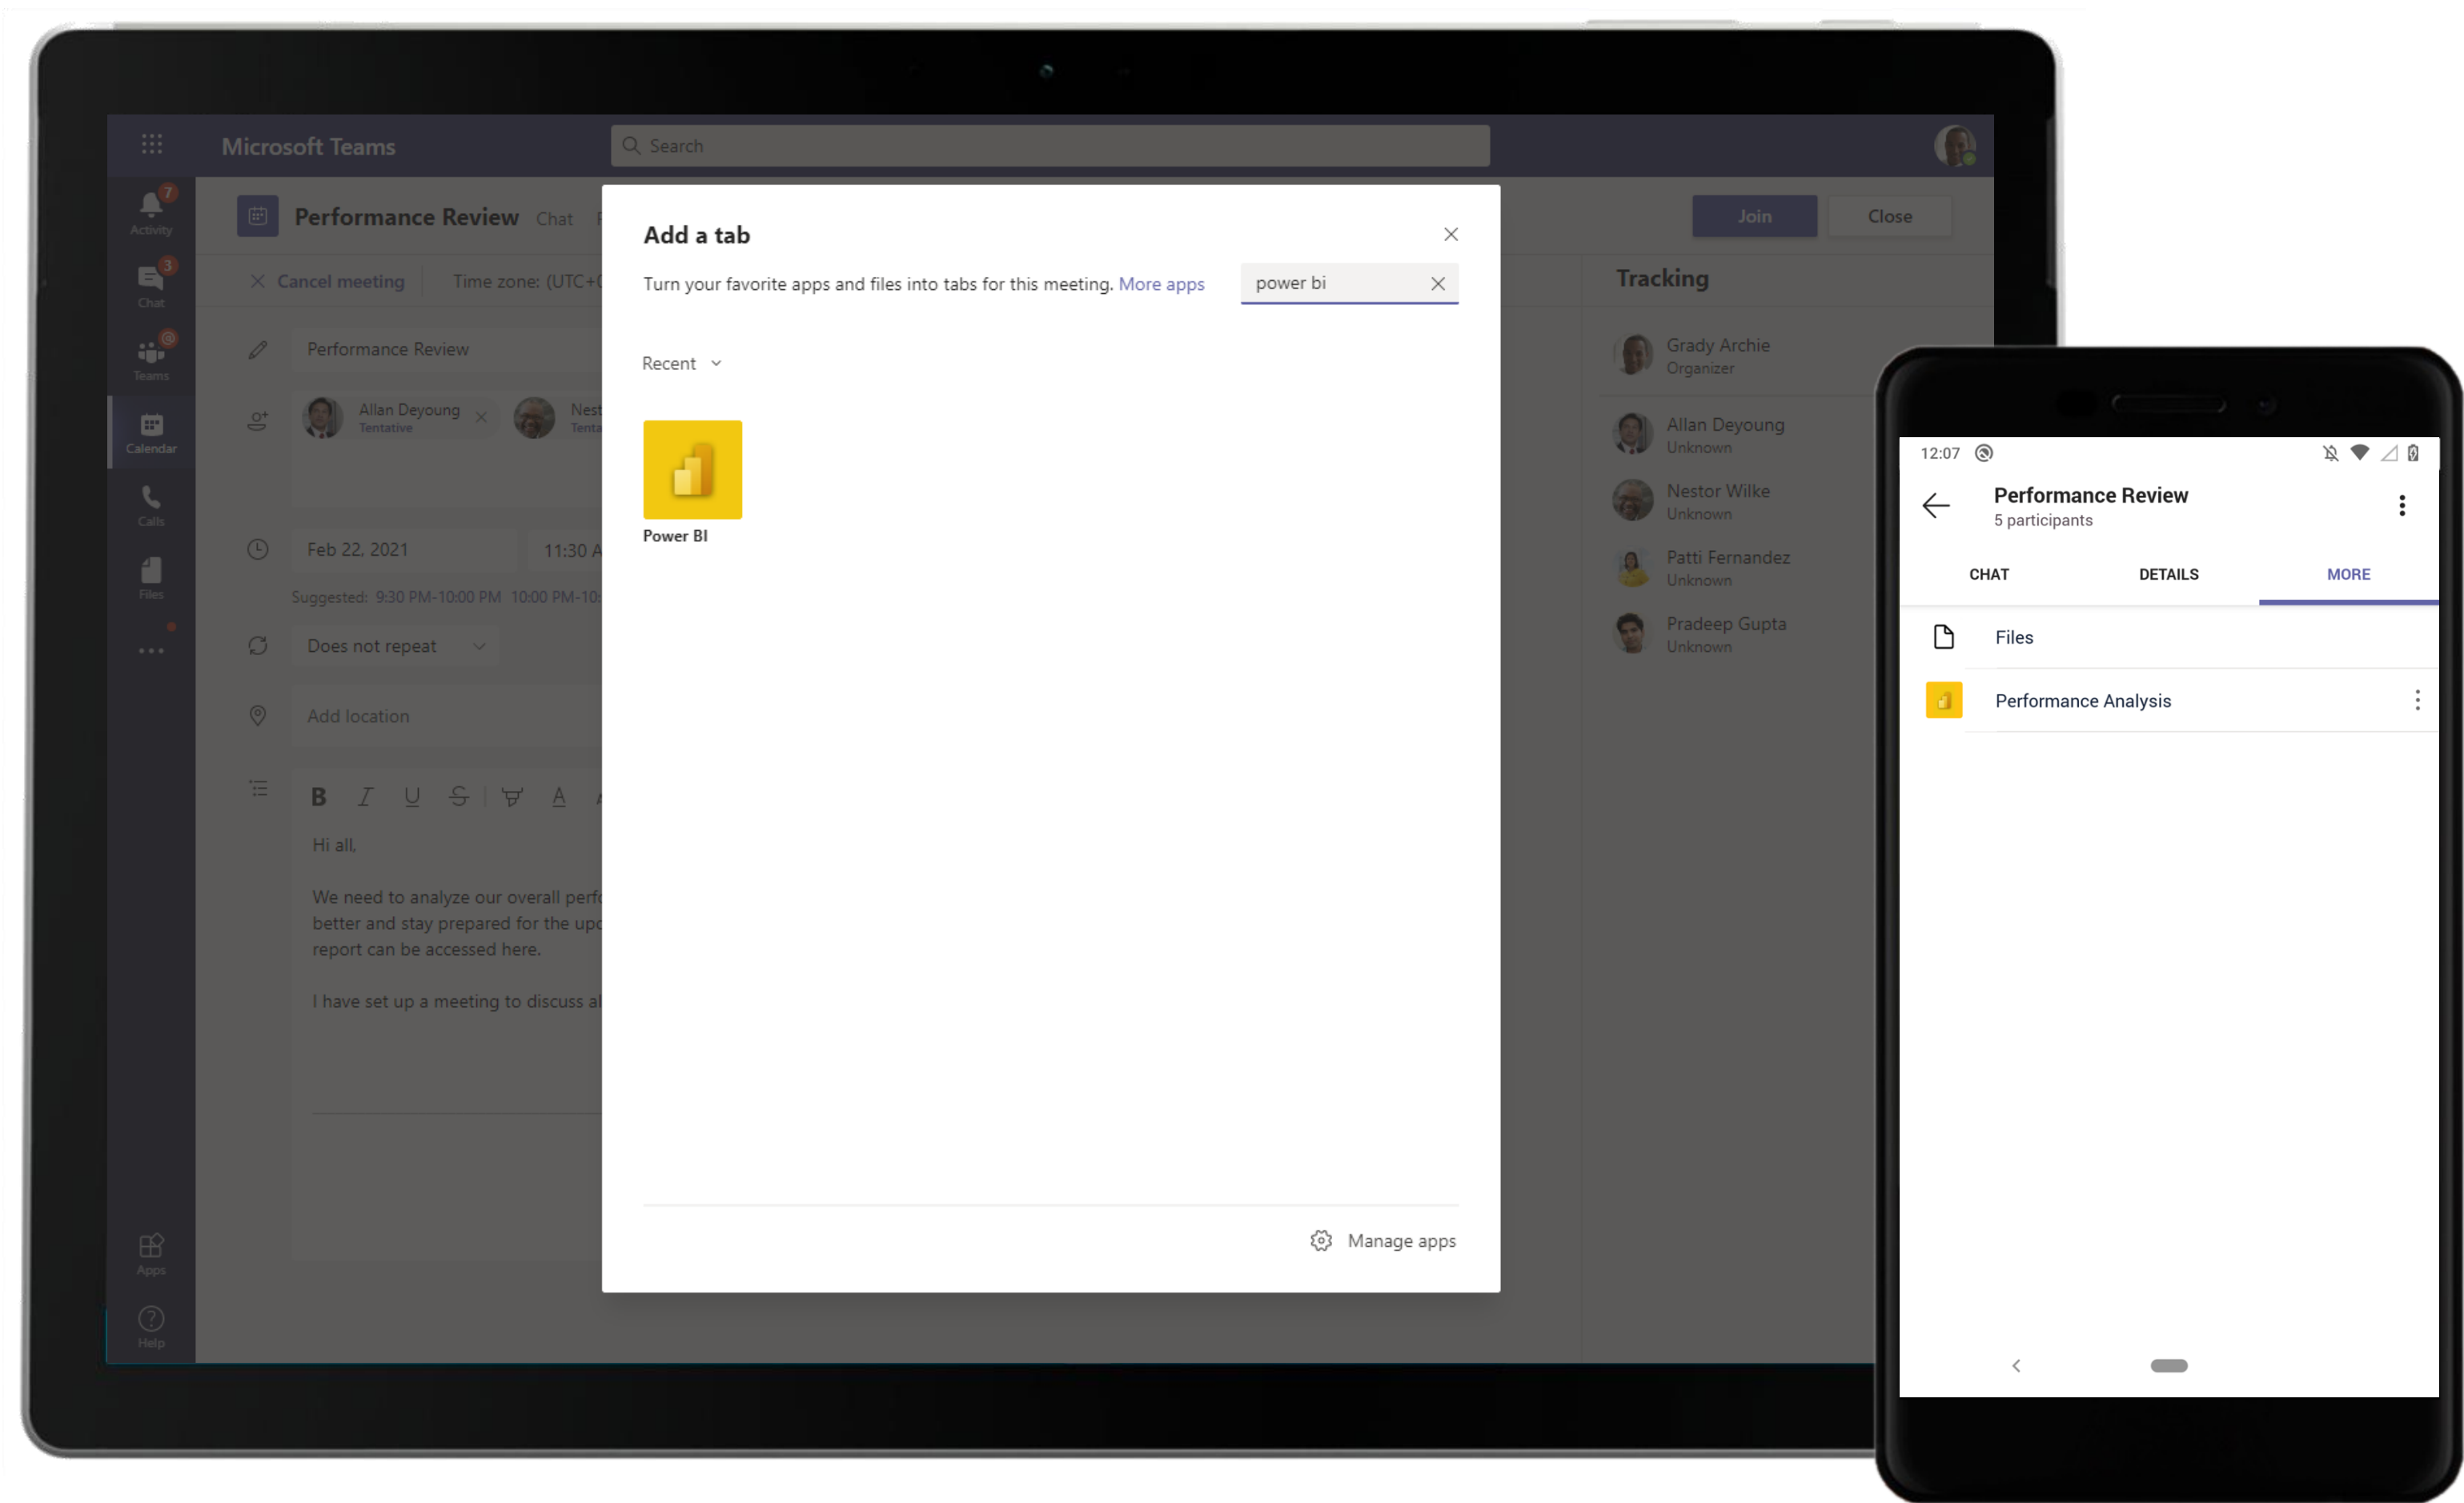 Microsoft Teams
Search
7
Activity
3
Chat
Teams
Calendar
Calls
Files
Apps
Help
Performance Review Chat
Join
Close
Cancel meeting
Time zone: (UTC+
Performance Review
Allan Deyoung
Tentative
Nest
Tenta
Feb 22, 2021
11:30 A
Suggested: 9:30 PM-10:00 PM 10:00 PM-10:
Does not repeat
Add location
B I U S A
Hi all,
We need to analyze our overall perfo
better and stay prepared for the upc
report can be accessed here.
I have set up a meeting to discuss al
Add a tab
Turn your favorite apps and files into tabs for this meeting. More apps
power bi
Recent
Power BI
Manage apps
Tracking
Grady Archie
Organizer
Allan Deyoung
Unknown
Nestor Wilke
Unknown
Patti Fernandez
Unknown
Pradeep Gupta
Unknown
12:07
Performance Review
5 participants
CHAT DETAILS MORE
Files
Performance Analysis